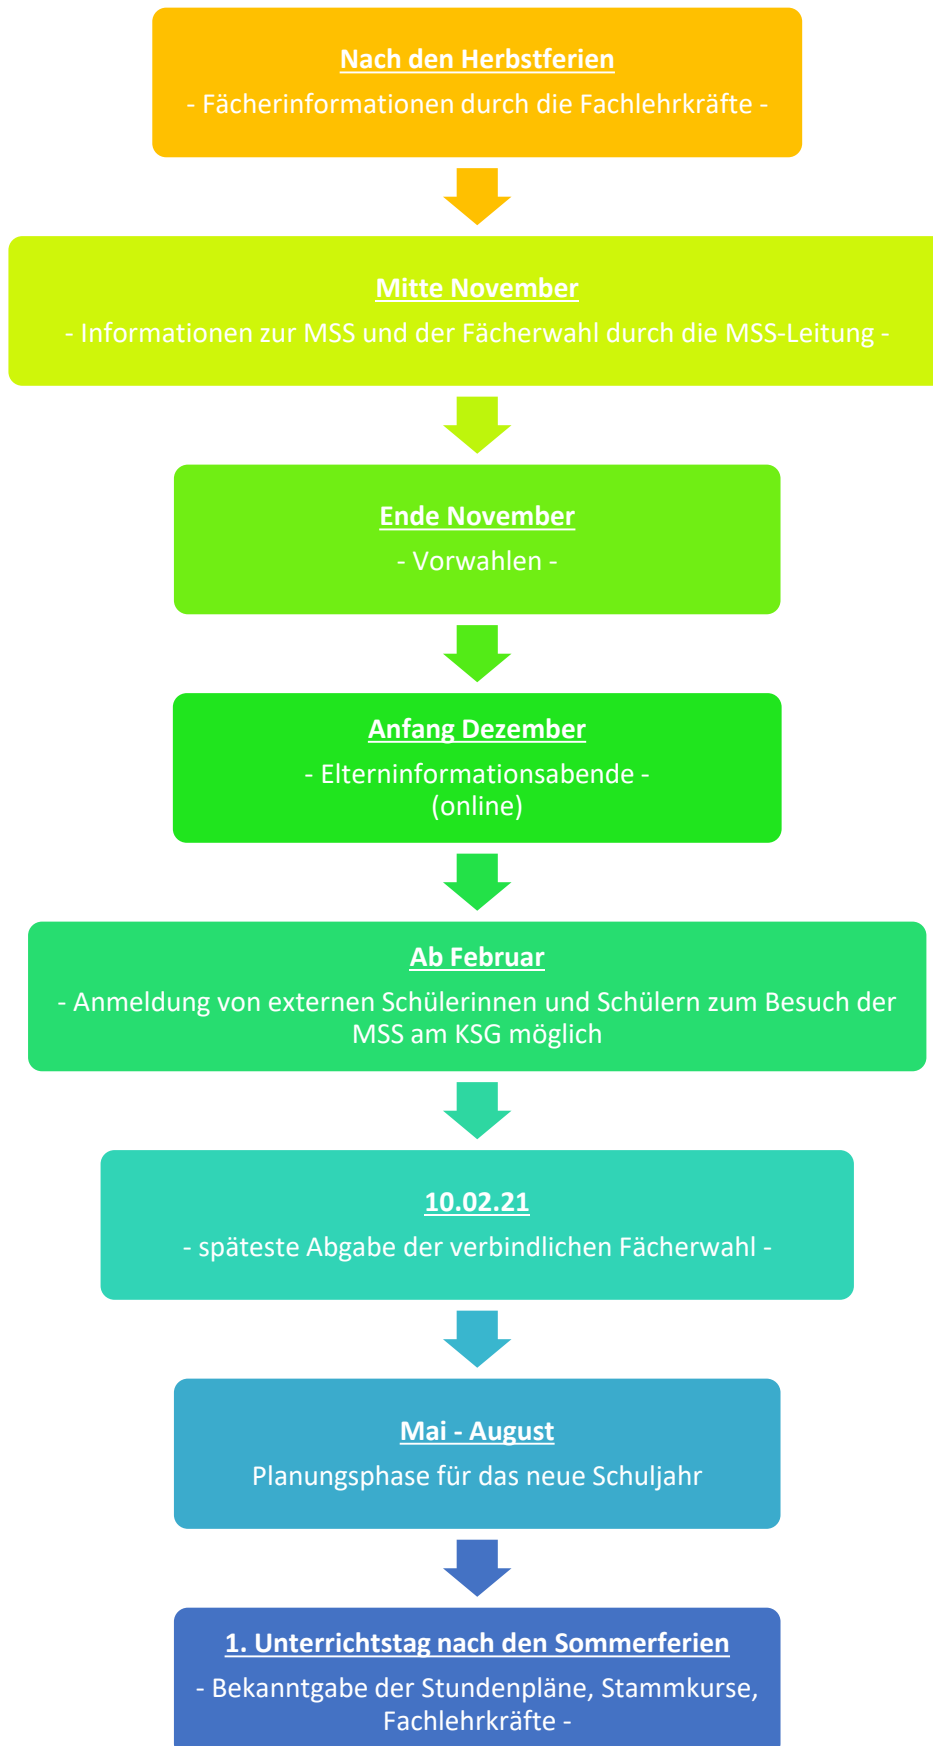 Nach den Herbstferien
- Fächerinformationen durch die Fachlehrkräfte -
Mitte November
- Informationen zur MSS und der Fächerwahl durch die MSS-Leitung -
Ende November
- Vorwahlen -
Anfang Dezember
- Elterninformationsabende -
(online)
Ab Februar
- Anmeldung von externen Schülerinnen und Schülern zum Besuch der
MSS am KSG möglich
10.02.21
- späteste Abgabe der verbindlichen Fächerwahl -
Mai - August
Planungsphase für das neue Schuljahr
1. Unterrichtstag nach den Sommerferien
- Bekanntgabe der Stundenpläne, Stammkurse,
Fachlehrkräfte -